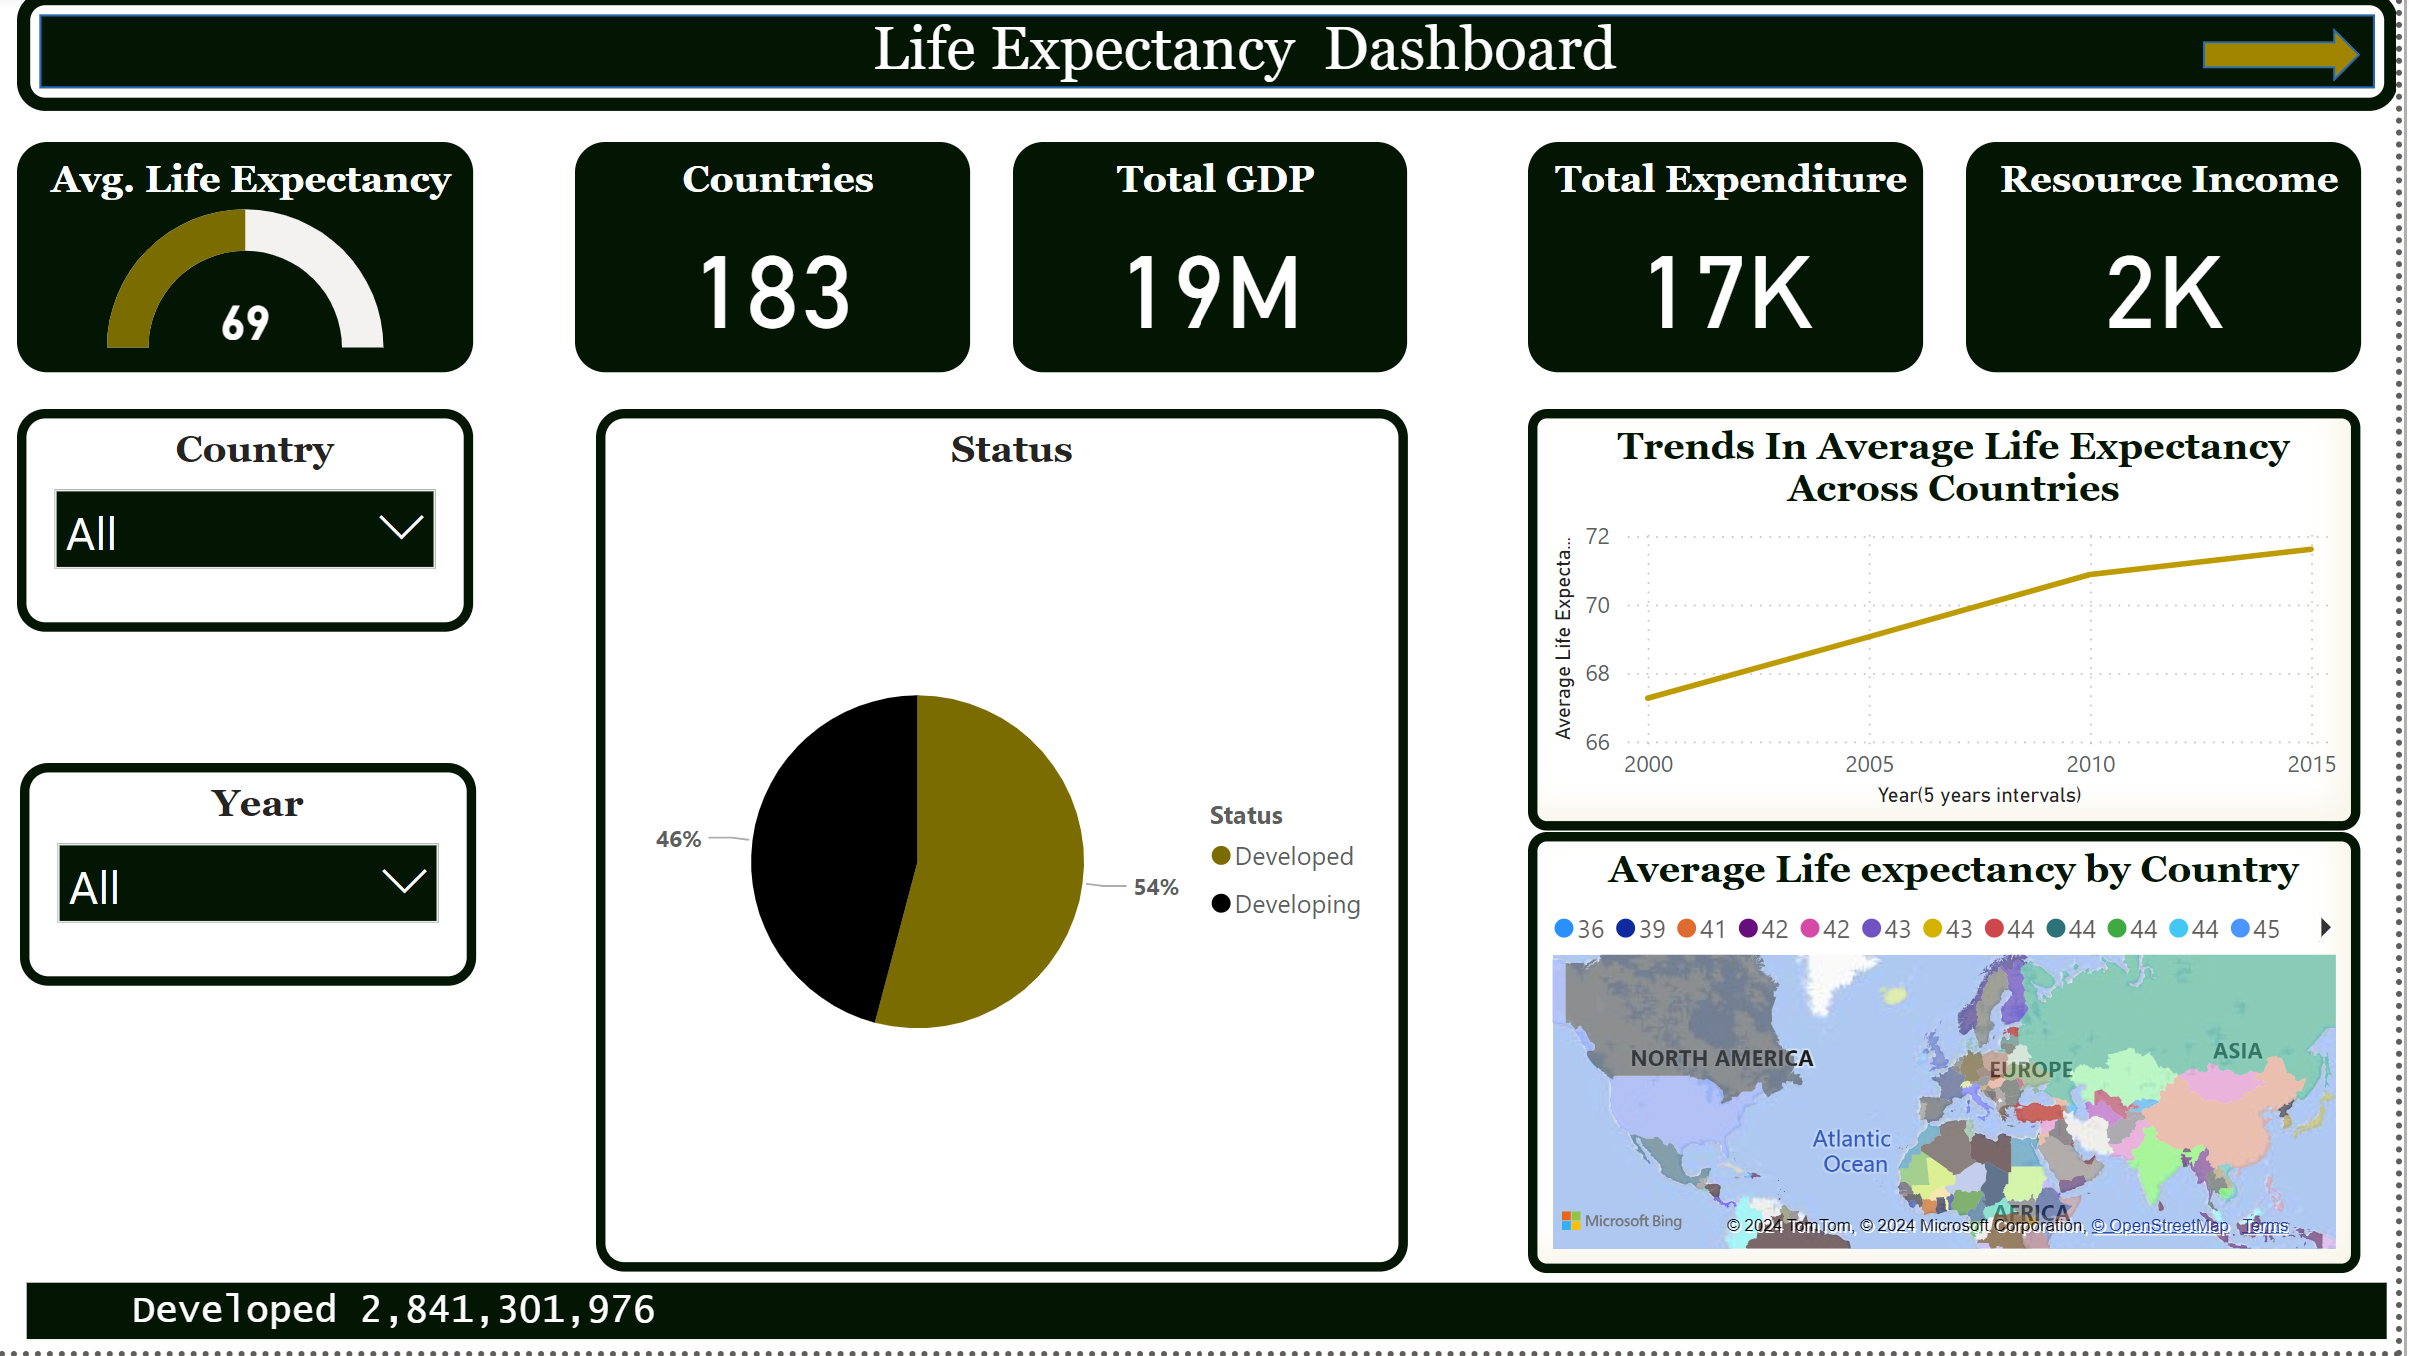 Life Expectancy Dashboard
Avg. Life Expectancy
69
Countries
183
Total GDP
19M
Total Expenditure
17K
Resource Income
2K
Country
All
Year
All
Status
46%
54%
Status
Developed
Developing
Trends In Average Life Expectancy
Across Countries
Average Life Expecta...
72
70
68
66
2000 2005 2010 2015
Year(5 years intervals)
Average Life expectancy by Country
36 39 41 42 42 43 43 44 44 44 44 45
NORTH AMERICA
ASIA
EUROPE
Atlantic
Ocean
AFRICA
Microsoft Bing
© 2024 TomTom, © 2024 Microsoft Corporation, © OpenStreetMap Terms
Developed 2,841,301,976